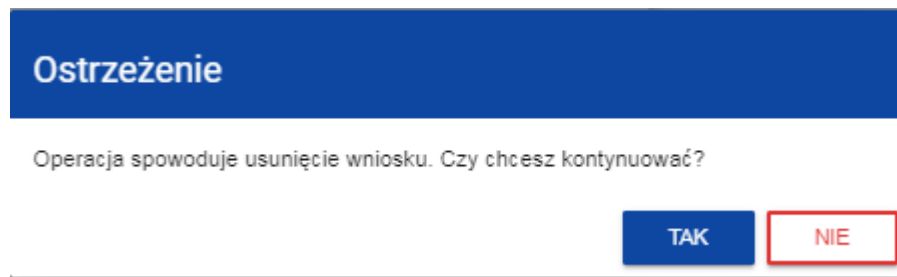 Ostrzeżenie
Operacja spowoduje usunięcie wniosku. Czy chcesz kontynuować?
TAK NIE